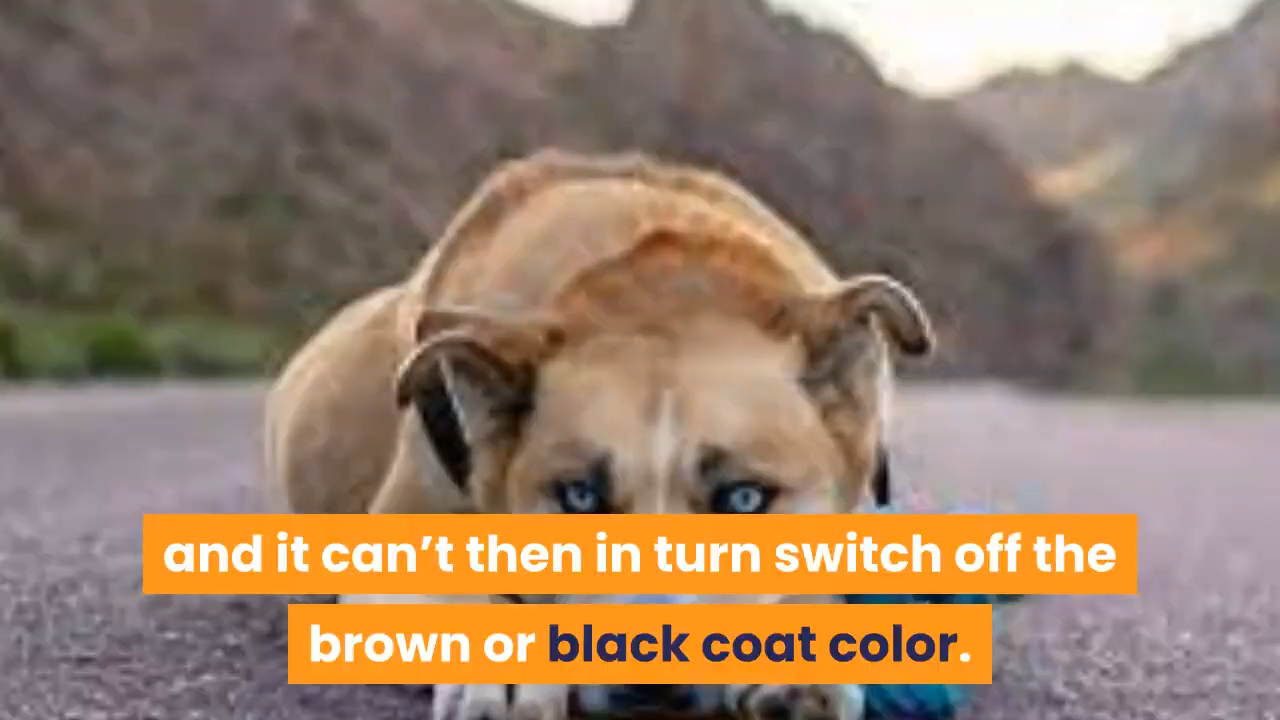 and it can’t then in turn switch off the
brown or black coat color.